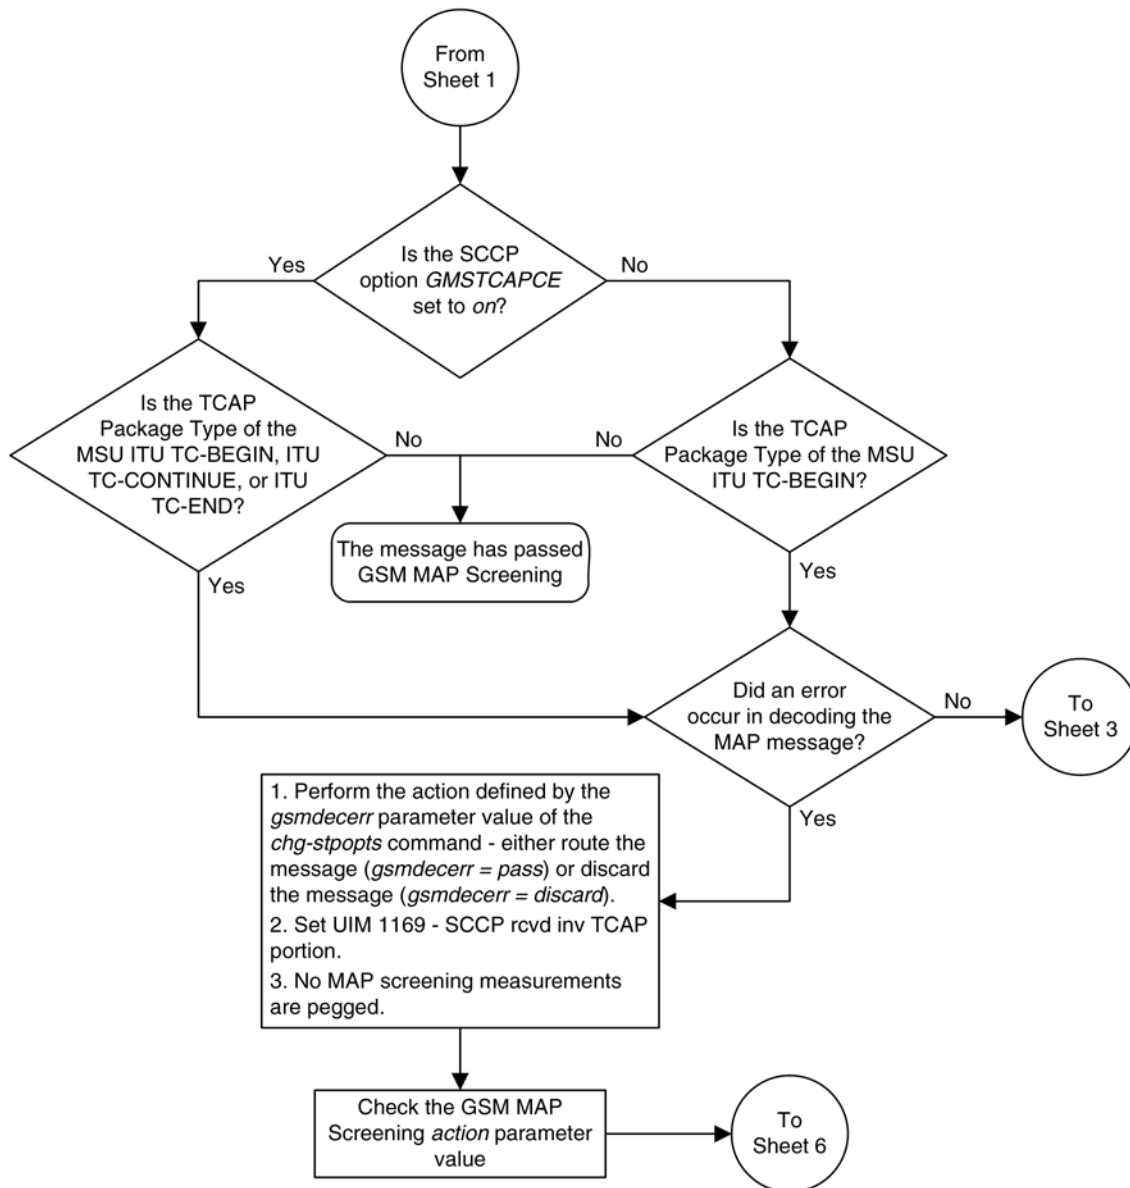 From
Sheet 1
Is the SCCP
option GMSTCAPCE
set to on?
Yes
No
Is the TCAP
Package Type of the
MSU ITU TC-BEGIN, ITU
TC-CONTINUE, or ITU
TC-END?
No
No
Is the TCAP
Package Type of the MSU
ITU TC-BEGIN?
The message has passed
GSM MAP Screening
Yes
Yes
Did an error
occur in decoding the
MAP message?
No
To
Sheet 3
Yes
1. Perform the action defined by the
gsmdecerr parameter value of the
chg-stpopts command - either route the
message (gsmdecerr = pass) or discard
the message (gsmdecerr = discard).
2. Set UIM 1169 - SCCP rcvd inv TCAP
portion.
3. No MAP screening measurements
are pegged.
Check the GSM MAP
Screening action parameter
value
To
Sheet 6